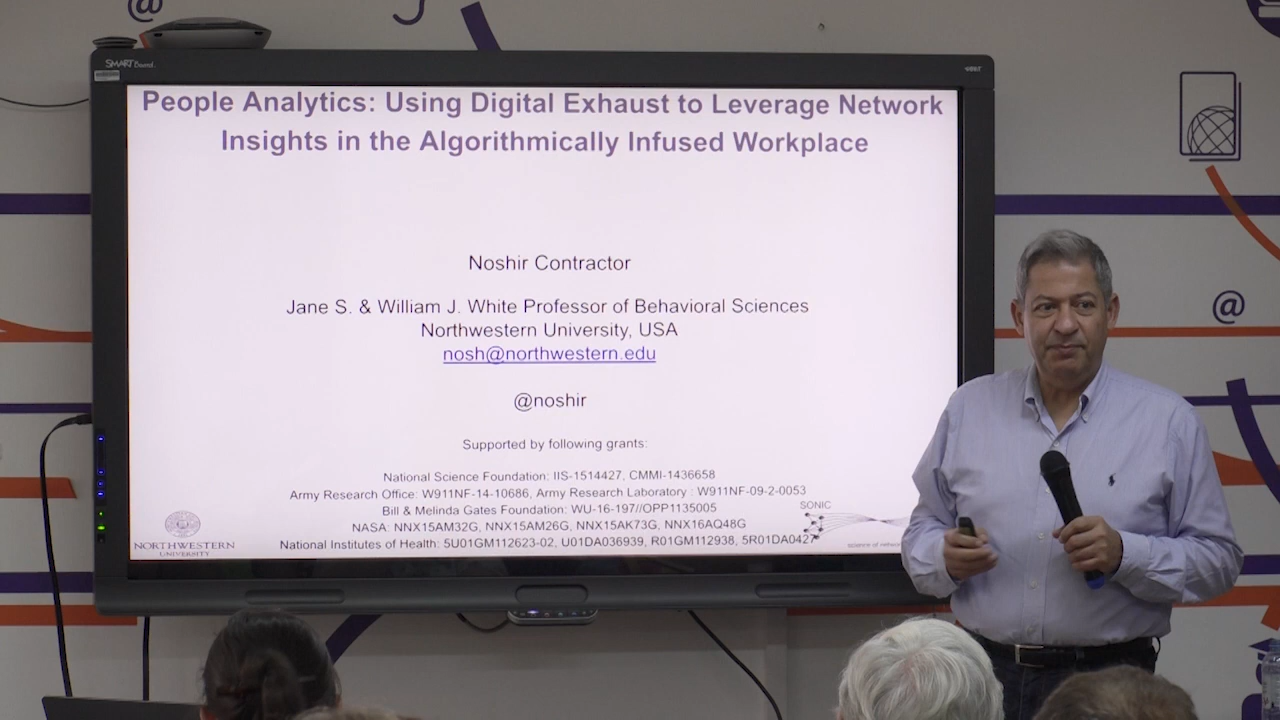 SMART Board
People Analytics: Using Digital Exhaust to Leverage Network
Insights in the Algorithmically Infused Workplace
Noshir Contractor
Jane S. & William J. White Professor of Behavioral Sciences
Northwestern University, USA
nosh@northwestern.edu
@noshir
Supported by following grants:
National Science Foundation: IIS-1514427, CMMI-1436658
Army Research Office: W911NF-14-10686, Army Research Laboratory : W911NF-09-2-0053
Bill & Melinda Gates Foundation: WU-16-197//OPP1135005
NASA: NNX15AM32G, NNX15AM26G, NNX15AK73G, NNX16AQ48G
National Institutes of Health: 5U01GM112623-02, U01DA036939, R01GM112938, 5R01DA0427
NORTHWESTERN
UNIVERSITY
SONIC
science of networ
@
@